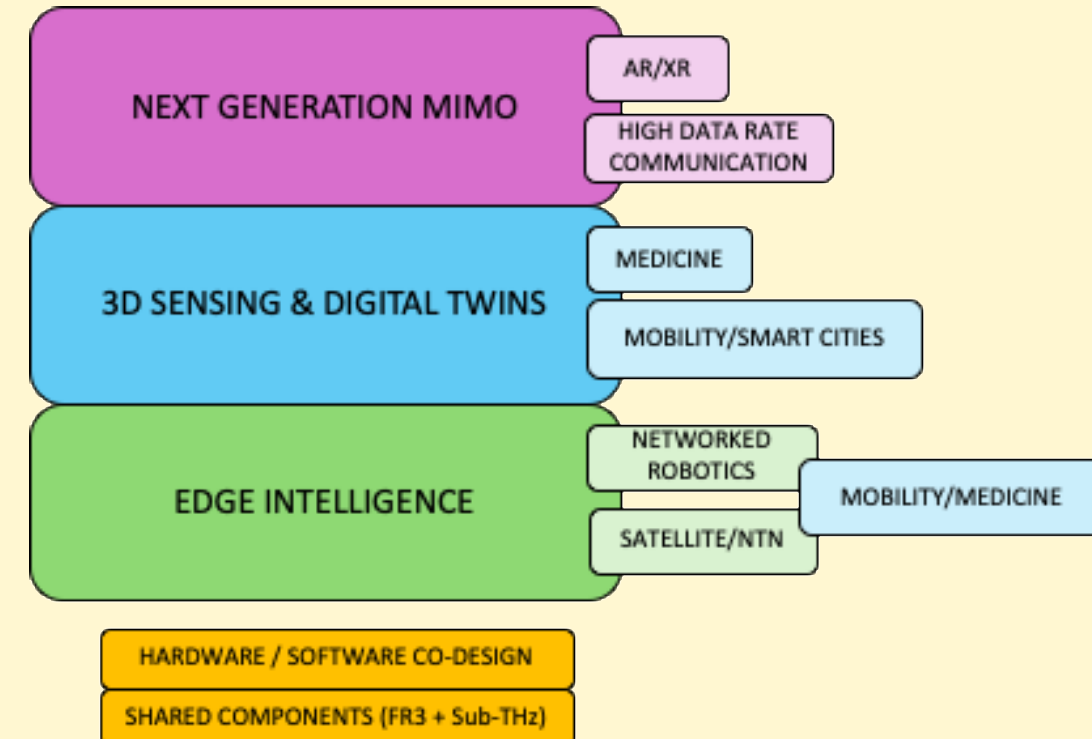 NEXT GENERATION MIMO
AR/XR
HIGH DATA RATE
COMMUNICATION
3D SENSING & DIGITAL TWINS
MEDICINE
MOBILITY/SMART CITIES
EDGE INTELLIGENCE
NETWORKED
ROBOTICS
MOBILITY/MEDICINE
SATELLITE/NTN
HARDWARE / SOFTWARE CO-DESIGN
SHARED COMPONENTS (FR3 + Sub-THz)